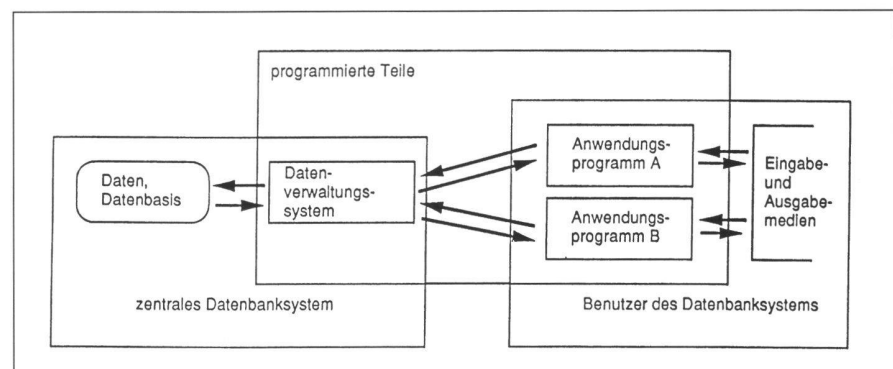 programmierte Teile
Daten,
Datenbasis
Daten-
verwaltungs-
system
Anwendungs-
programm A
Anwendungs-
programm B
Eingabe-
und
Ausgabe-
medien
zentrales Datenbanksystem
Benutzer des Datenbanksystems